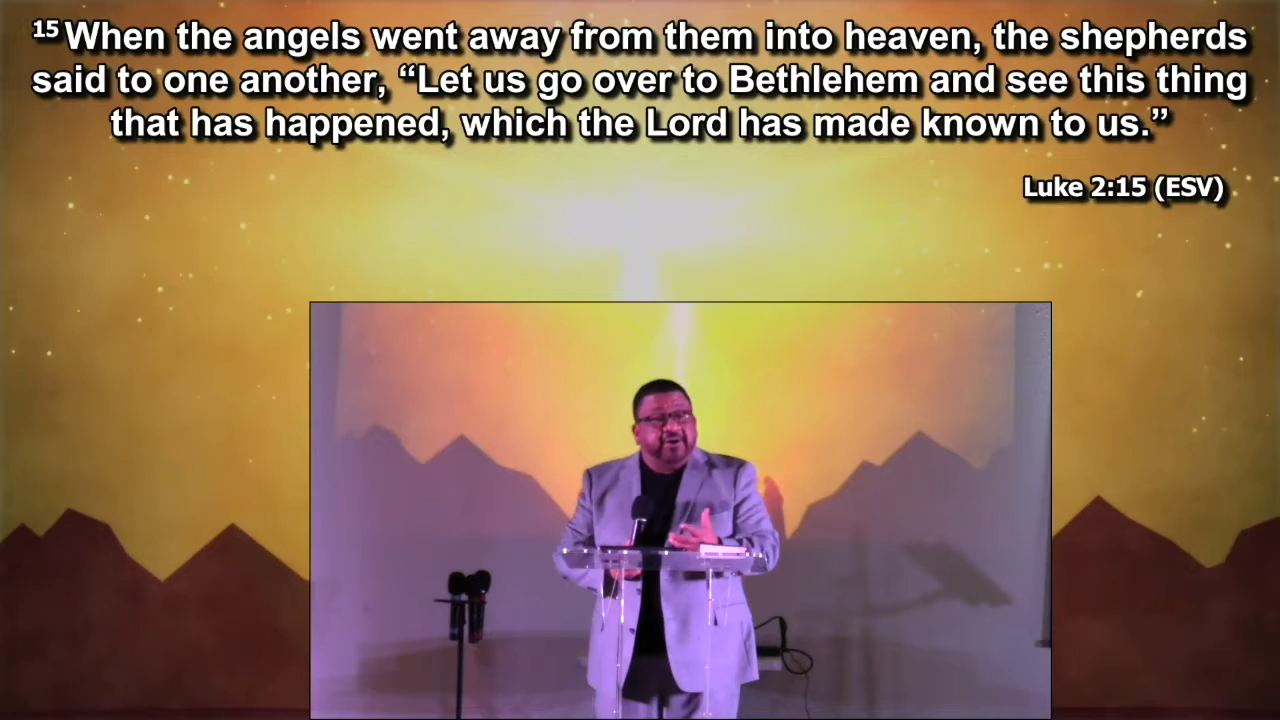 15 When the angels went away from them into heaven, the shepherds
said to one another, “Let us go over to Bethlehem and see this thing
that has happened, which the Lord has made known to us.”
Luke 2:15 (ESV)